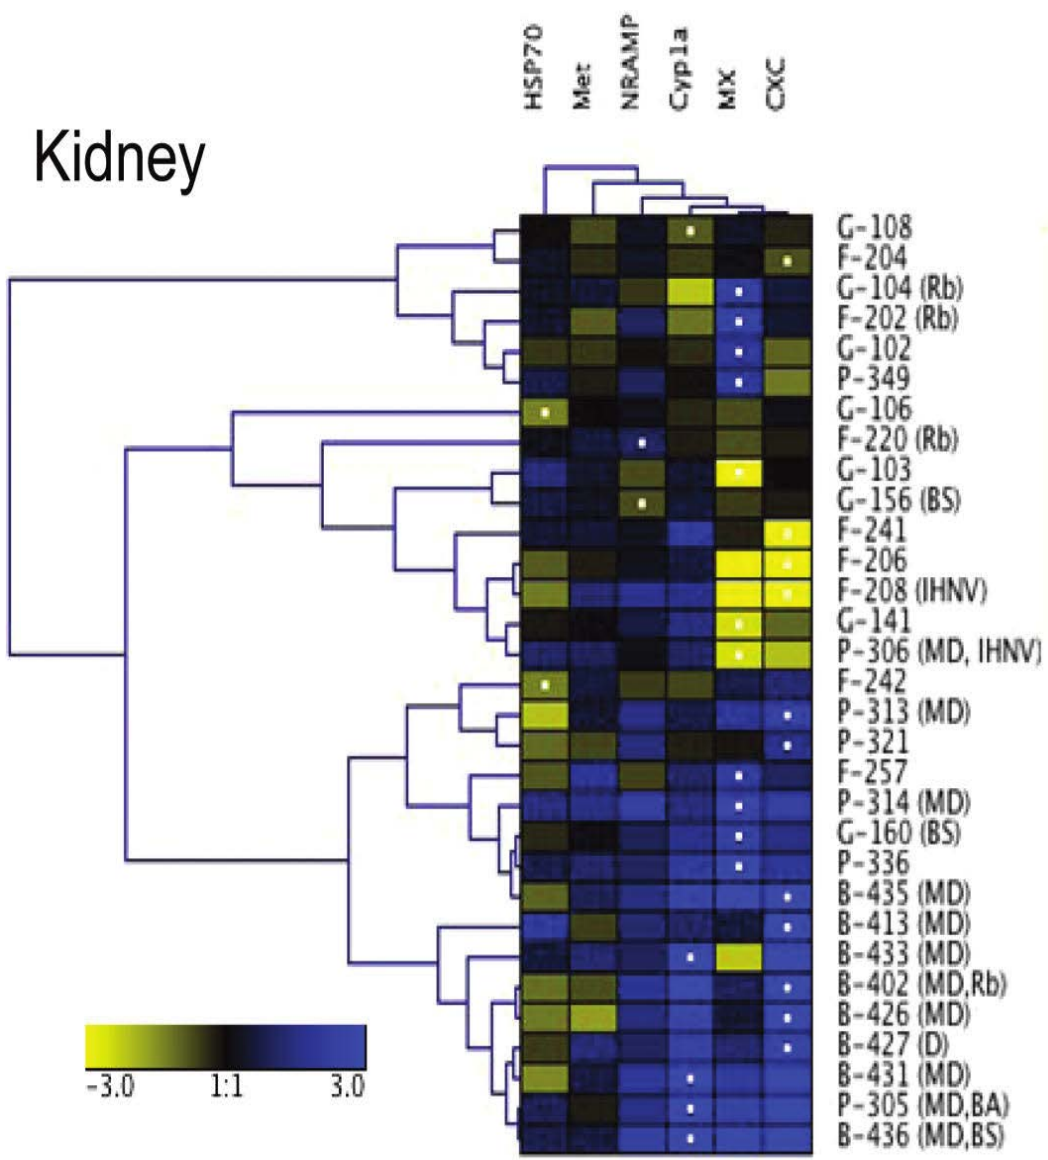 HSP70
Met
NRAMP
Cyp1a
MX
CXC
Kidney
G-108
F-204
G-104 (Rb)
F-202 (Rb)
G-102
P-349
G-106
F-220 (Rb)
G-103
G-156 (BS)
F-241
F-206
F-208 (IHNV)
G-141
P-306 (MD, IHNV)
F-242
P-313 (MD)
P-321
F-257
P-314 (MD)
G-160 (BS)
P-336
B-435 (MD)
B-413 (MD)
B-433 (MD)
B-402 (MD,Rb)
B-426 (MD)
B-427 (D)
B-431 (MD)
P-305 (MD,BA)
B-436 (MD,BS)
-3.0 1:1 3.0